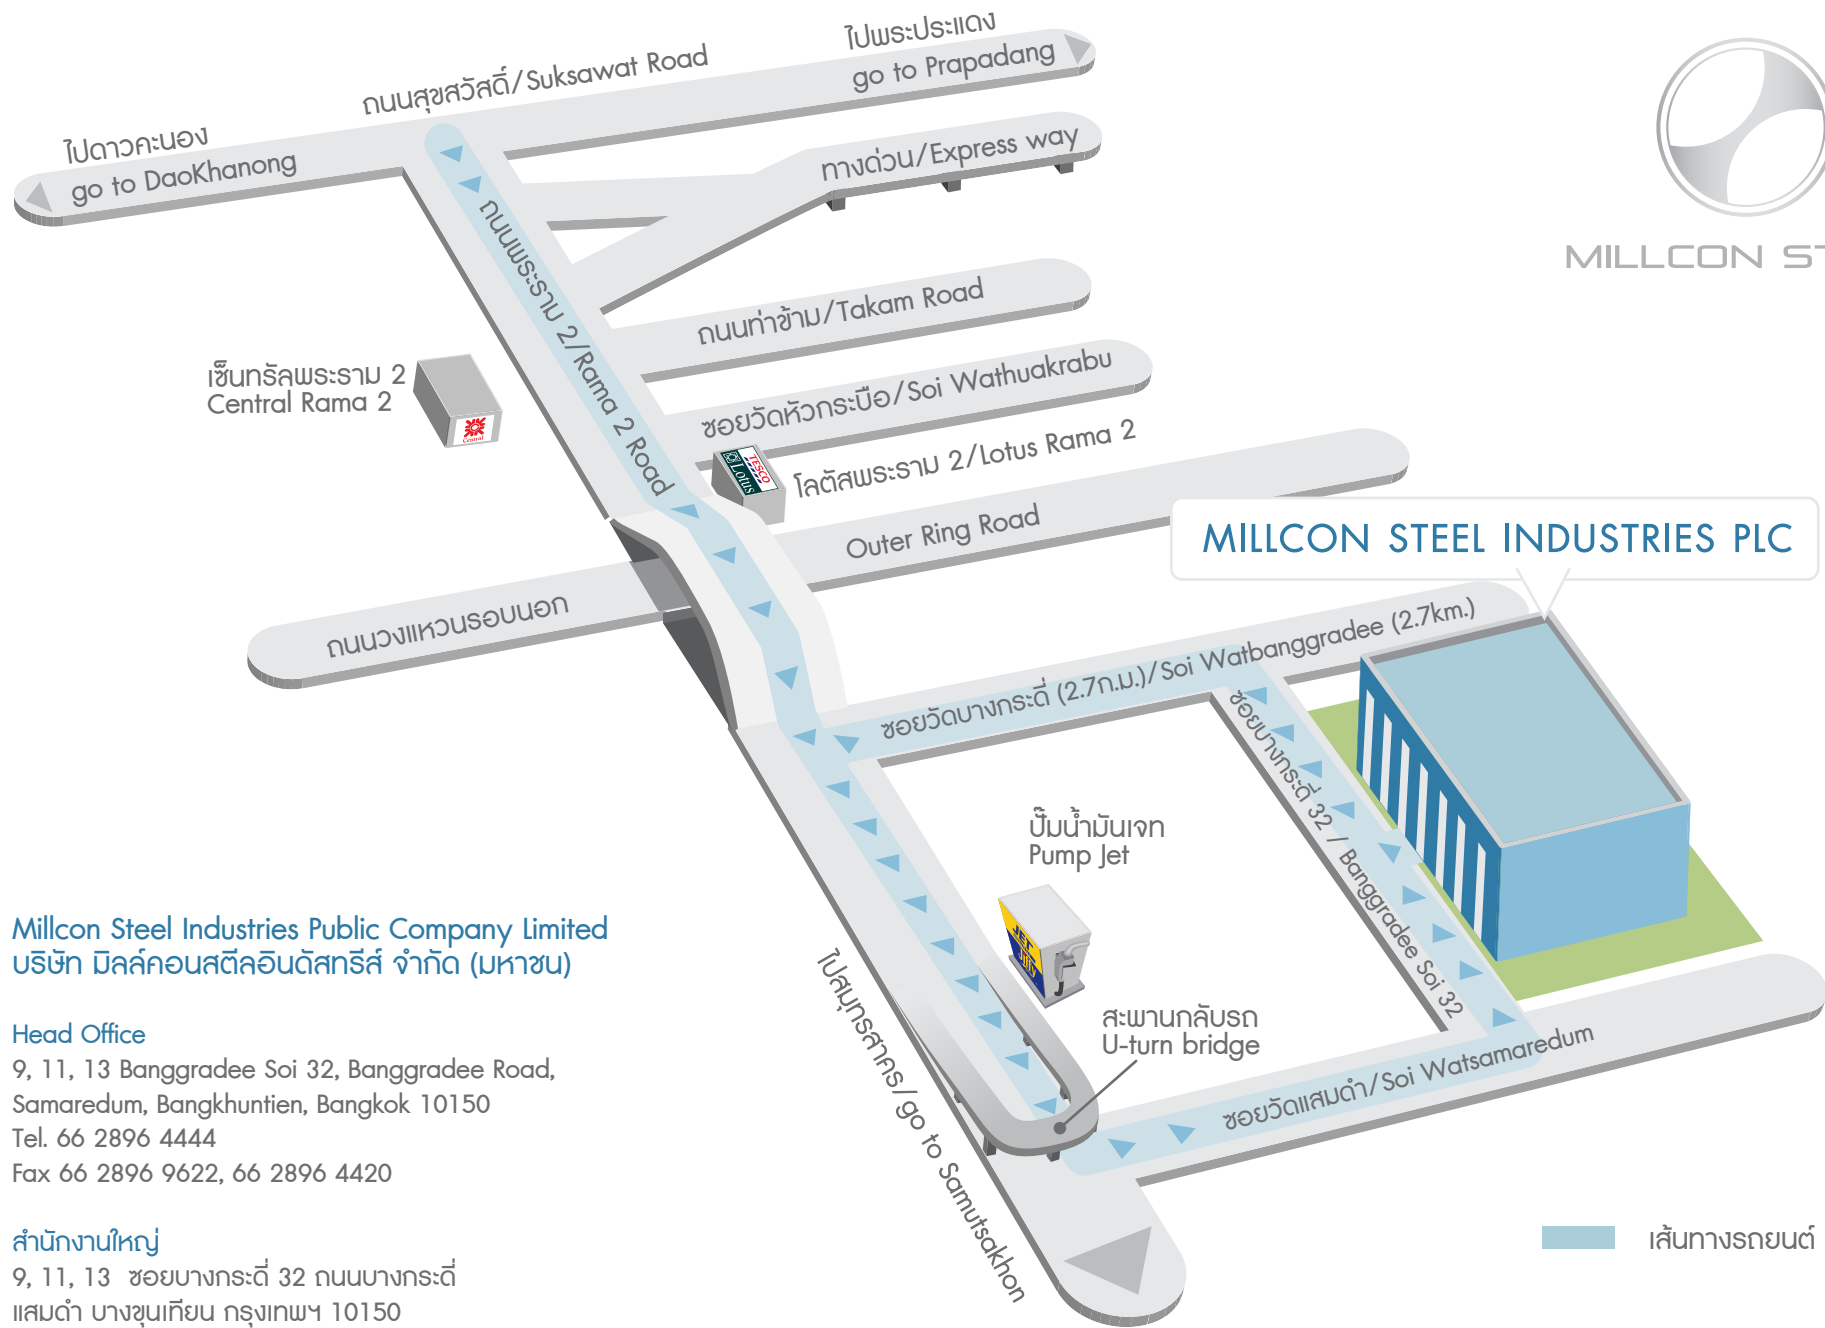 ไปพระประแดง
go to Prapadang
ถนนสุขสวัสดิ์/Suksawat Road
ไปดาวคะนอง
go to DaoKhanong
ทางด่วน/Express way
MILLCON ST
ถนนพระราม 2/Rama 2 Road
ถนนท่าข้าม/Takam Road
เซ็นทรัลพระราม 2
Central Rama 2
Central
ซอยวัดหัวกระบือ/Soi Wathuakrabu
TESCO
Lotus
โลตัสพระราม 2/Lotus Rama 2
Outer Ring Road
ถนนวงแหวนรอบนอก
MILLCON STEEL INDUSTRIES PLC
ซอยวัดบางกระดี่ (2.7ก.ม.)/Soi Watbanggradee (2.7km.)
ซอยบางกระดี่ 32 / Banggradee Soi 32
ปั๊มน้ำมันเจท
Pump Jet
JET
Jiffy
สะพานกลับรถ
U-turn bridge
ซอยวัดแสมดำ/Soi Watsamaredum
ไปสมุทรสาคร/go to Samutsakhon
Millcon Steel Industries Public Company Limited
บริษัท มิลล์คอนสตีลอินดัสทรีส์ จำกัด (มหาชน)
Head Office
9, 11, 13 Banggradee Soi 32, Banggradee Road,
Samaredum, Bangkhuntien, Bangkok 10150
Tel. 66 2896 4444
Fax 66 2896 9622, 66 2896 4420
สำนักงานใหญ่
9, 11, 13 ซอยบางกระดี่ 32 ถนนบางกระดี่
แสมดำ บางขุนเทียน กรุงเทพฯ 10150
เส้นทางรถยนต์